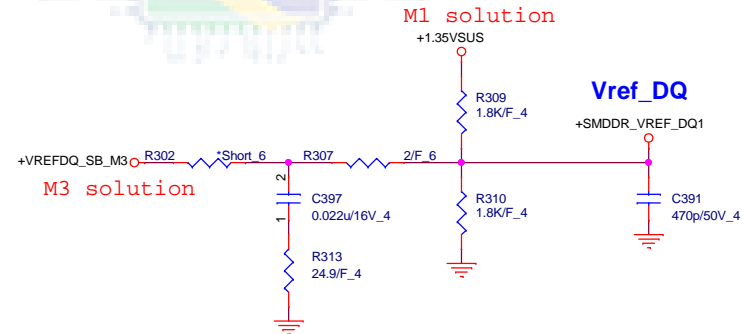 M1 solution
+1.35VSUS
R309
1.8K/F_4
Vref_DQ
+SMDDR_VREF_DQ1
+VREFDQ_SB_M3
R302
*Short_6
R307
2/F_6
M3 solution
2
C397
0.022u/16V_4
1
R310
1.8K/F_4
C391
470p/50V_4
R313
24.9/F_4